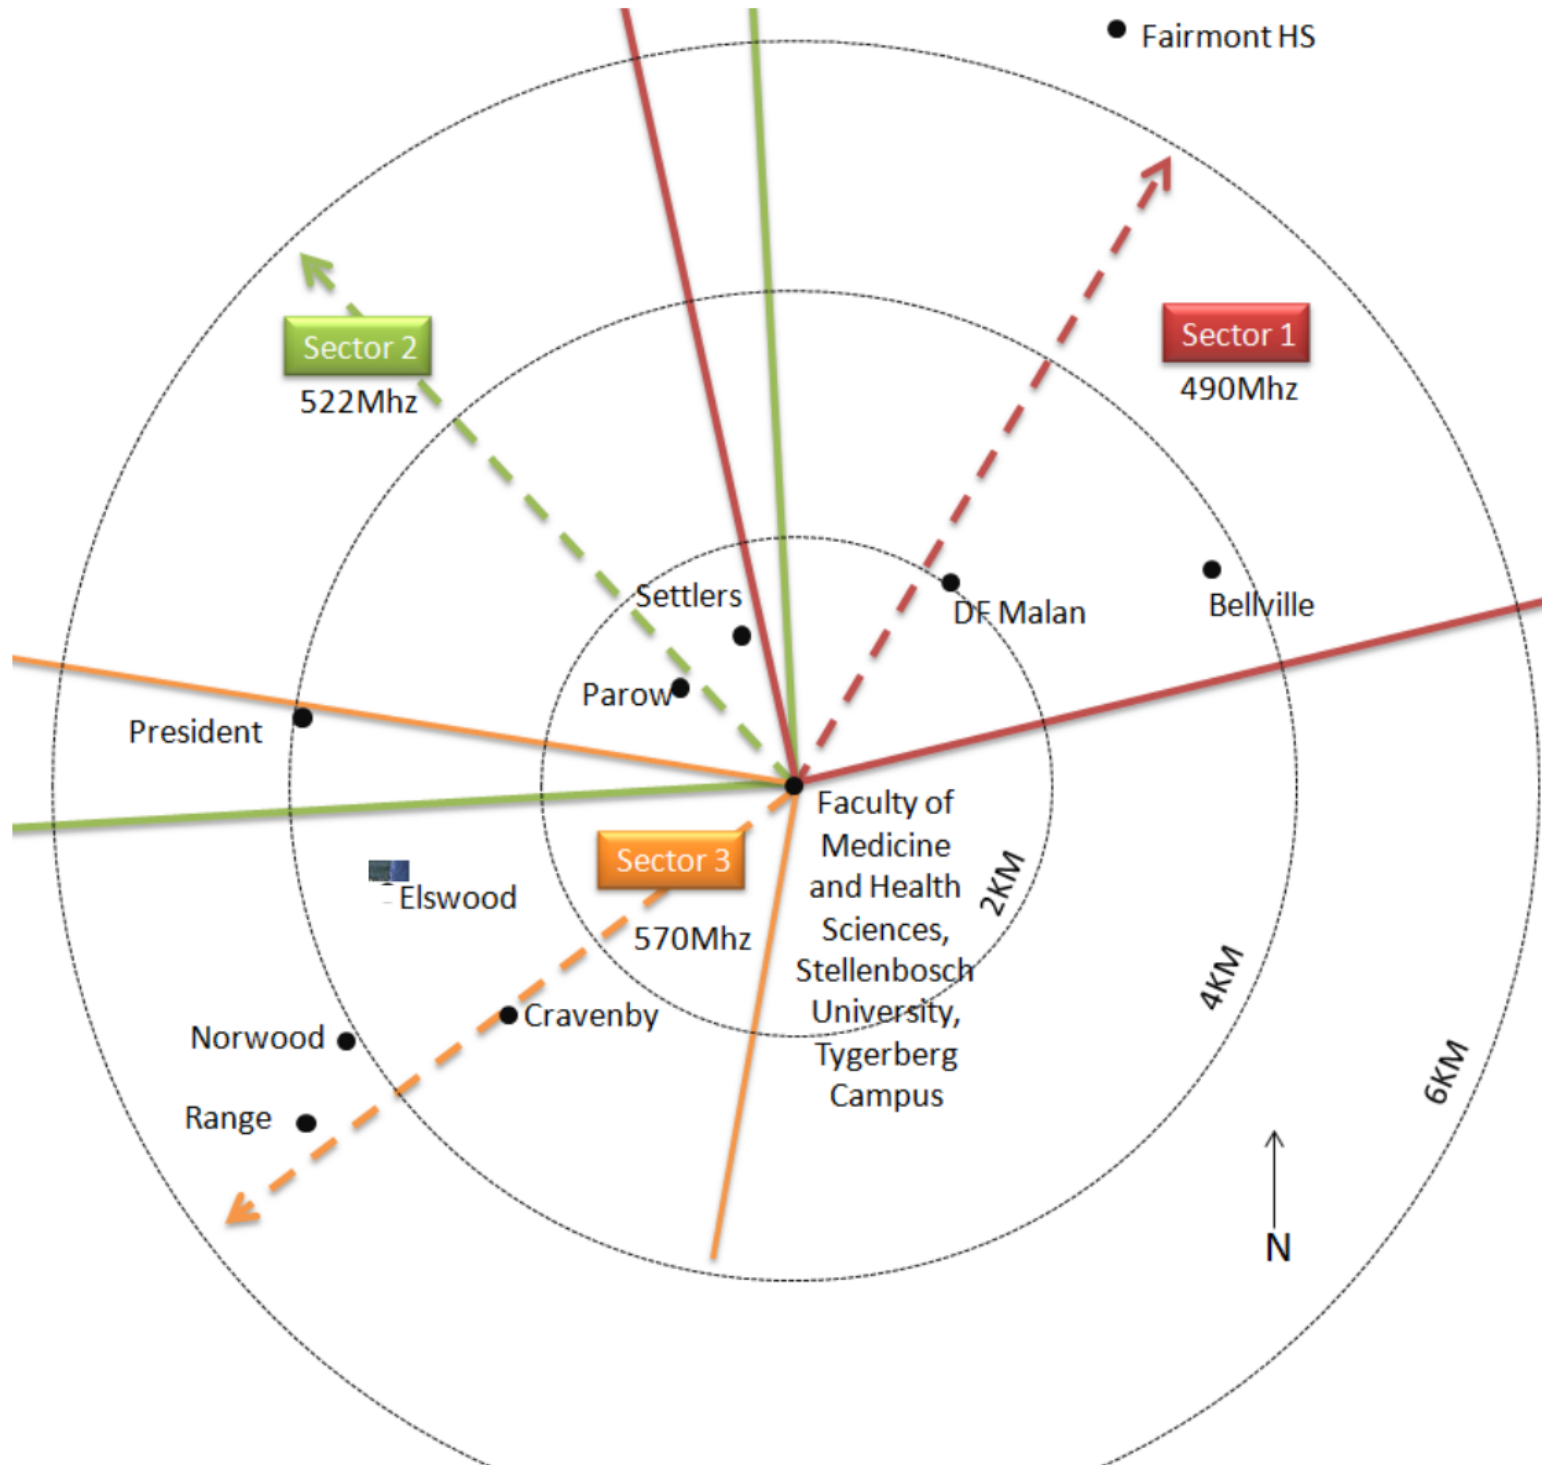 Fairmont HS
Sector 1
490Mhz
Sector 2
522Mhz
Settlers
DF Malan
Bellville
Parow
President
Faculty of
Medicine
and Health
Sciences,
Stellenbosch
University,
Tygerberg
Campus
Sector 3
570Mhz
Elswood
Cravenby
Norwood
Range
2KM
4KM
6KM
N